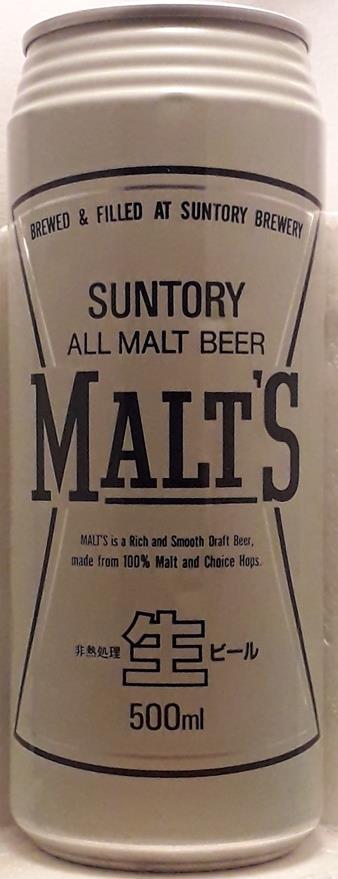 BREWED & FILLED AT SUNTORY BREWERY
SUNTORY
ALL MALT BEER
MALT'S
MALT'S is a Rich and Smooth Draft Beer,
made from 100% Malt and Choice Hops.
非熱処理 生 ビール
500ml